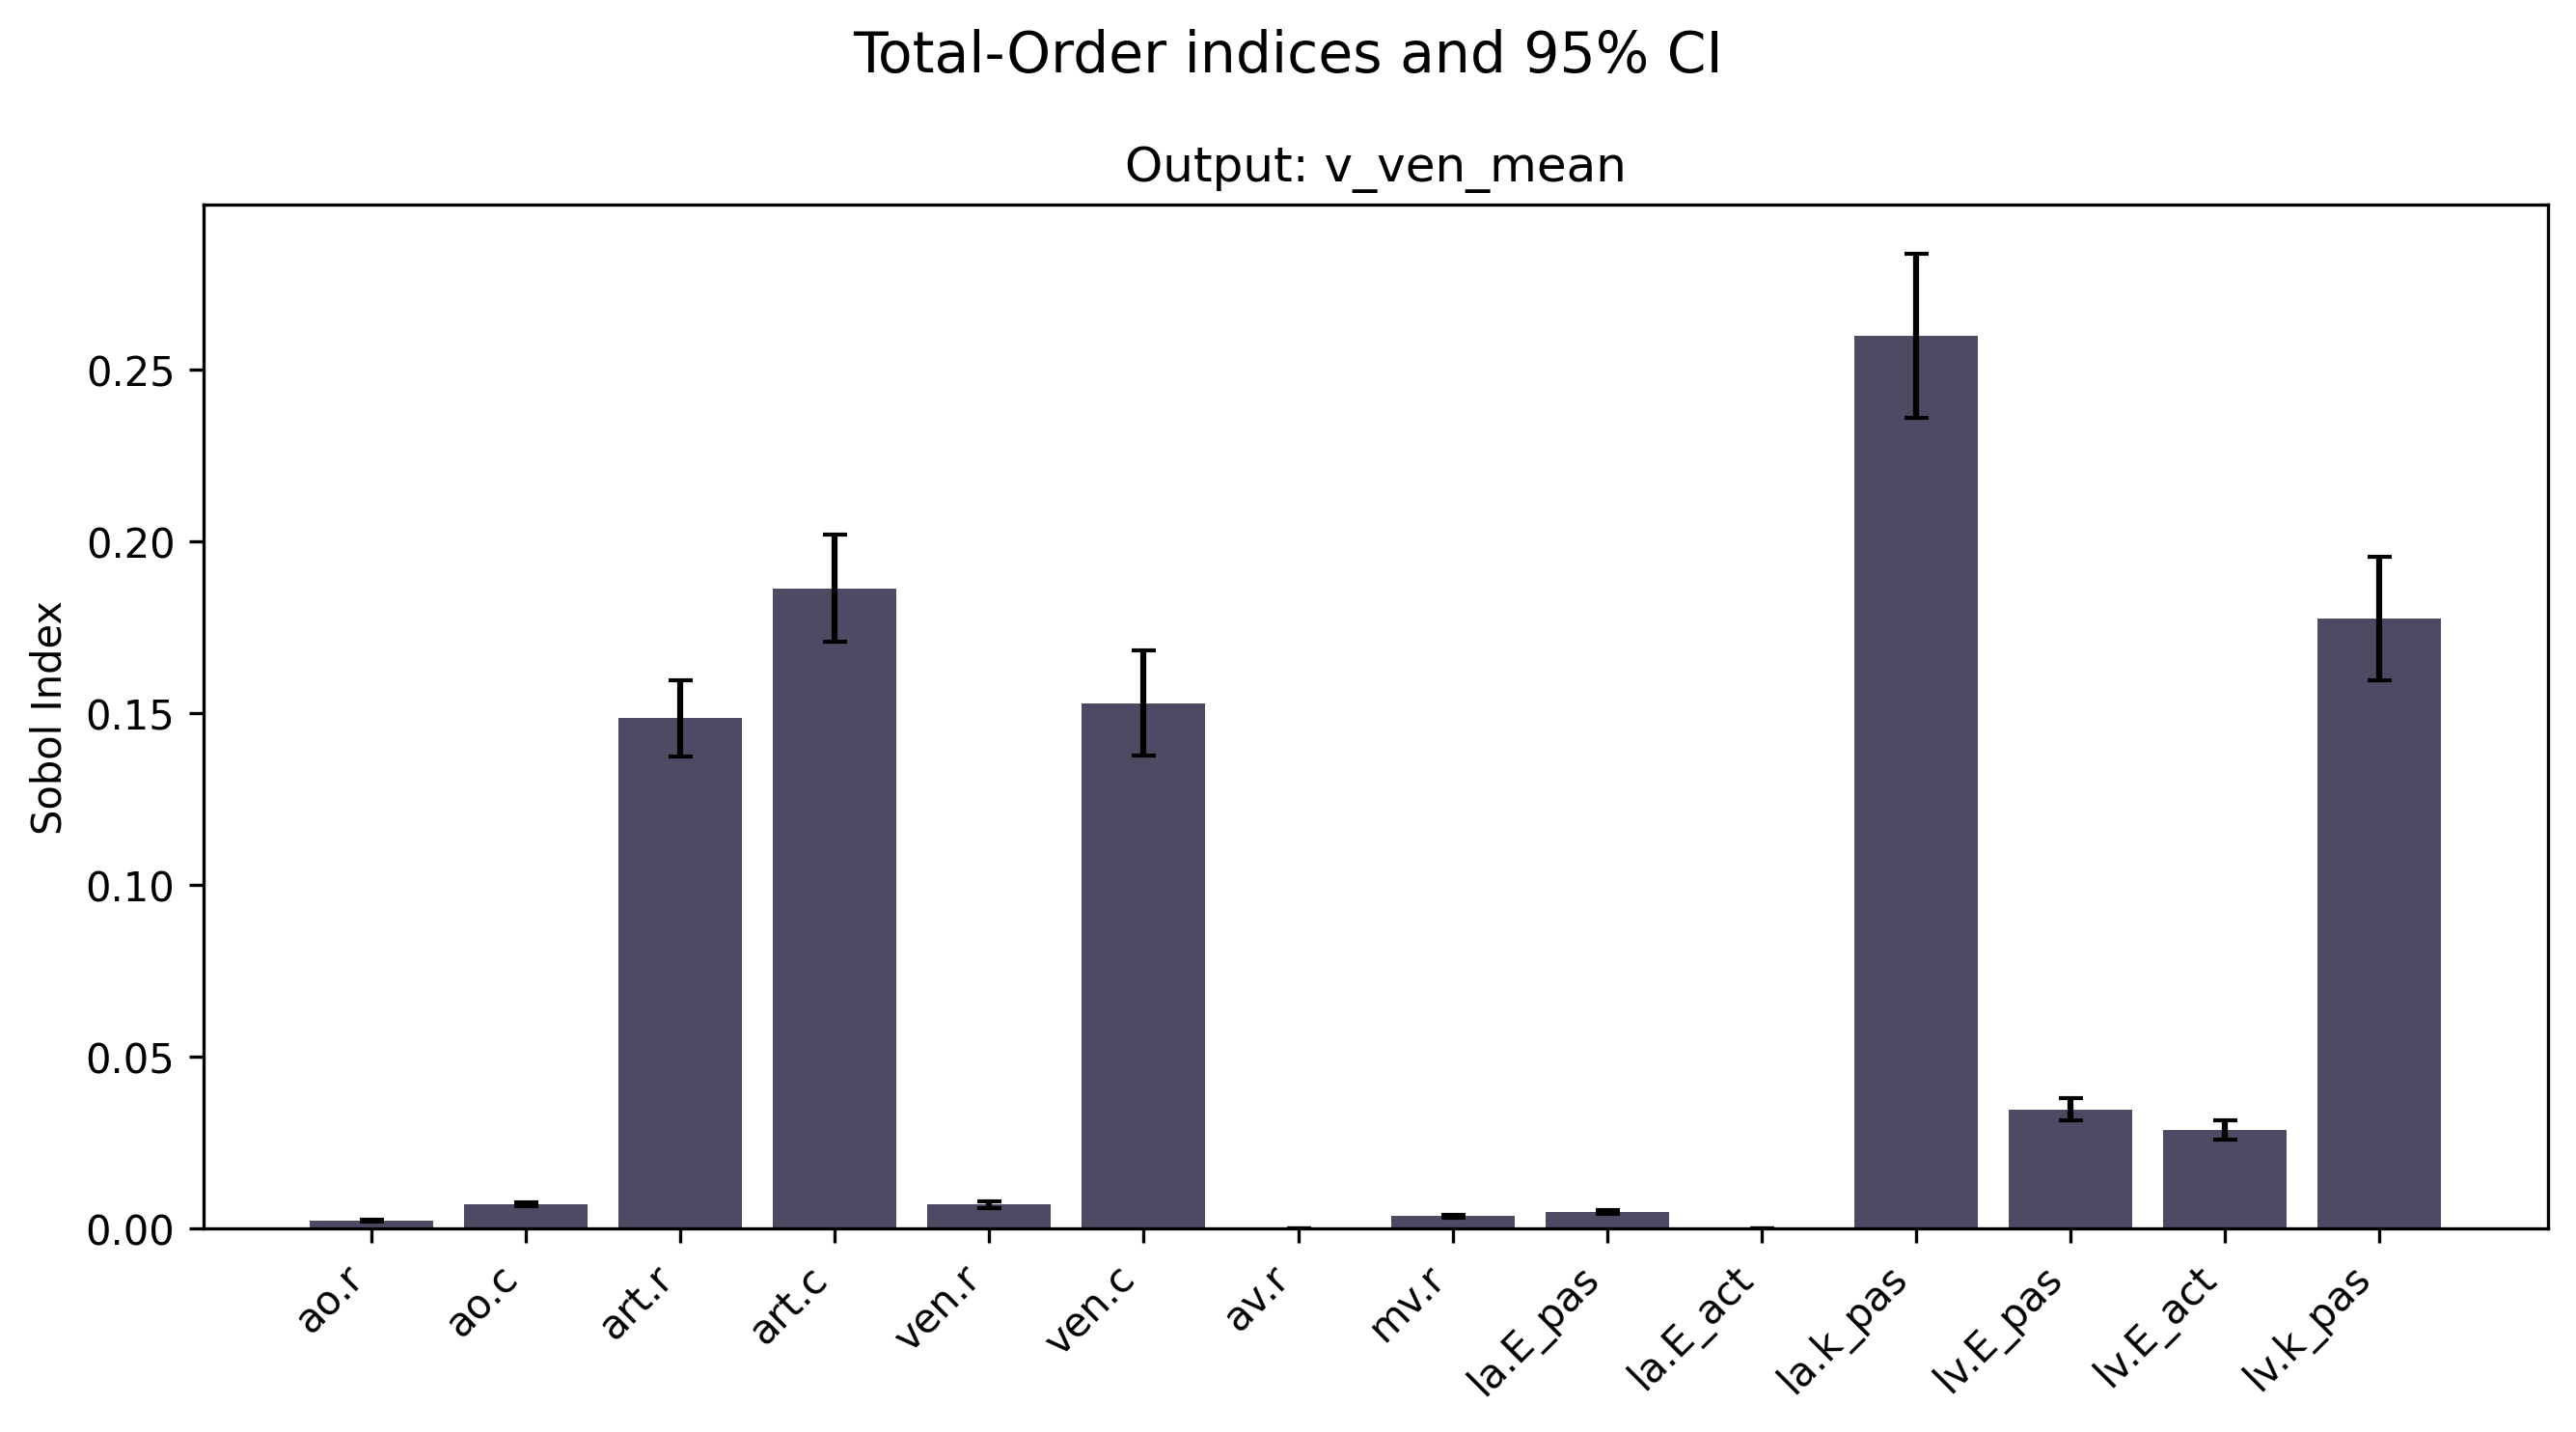 Total-Order indices and 95% CI
Output: v_ven_mean
Sobol Index
0.25
0.20
0.15
0.10
0.05
0.00
ao.r
ao.c
art.r
art.c
ven.r
ven.c
av.r
mv.r
la.E_pas
la.E_act
la.k_pas
lv.E_pas
lv.E_act
lv.k_pas